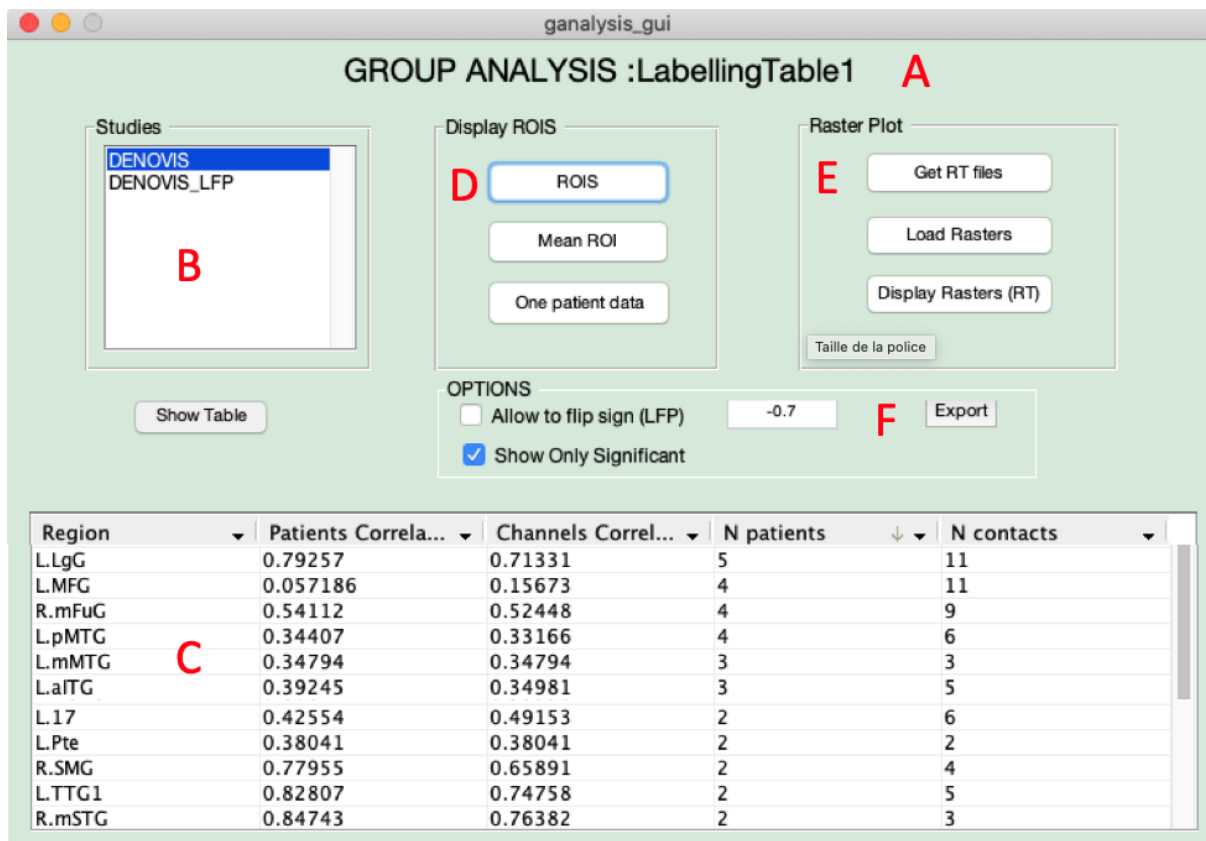 ganalysis_gui
GROUP ANALYSIS :LabellingTable1 A
Studies
DENOVIS
DENOVIS_LFP
B
Display ROIS
D ROIS
Mean ROI
One patient data
Raster Plot
E Get RT files
Load Rasters
Display Rasters (RT)
Taille de la police
Show Table
OPTIONS
Allow to flip sign (LFP) -0.7 F Export
Show Only Significant
Region Patients Correla... Channels Correl... N patients N contacts
L.LgG 0.79257 0.71331 5 11
L.MFG 0.057186 0.15673 4 11
R.mFuG 0.54112 0.52448 4 9
L.pMTG 0.34407 0.33166 4 6
L.mMTG C 0.34794 0.34794 3 3
L.aITG 0.39245 0.34981 3 5
L.17 0.42554 0.49153 2 6
L.Pte 0.38041 0.38041 2 2
R.SMG 0.77955 0.65891 2 4
L.TTG1 0.82807 0.74758 2 5
R.mSTG 0.84743 0.76382 2 3